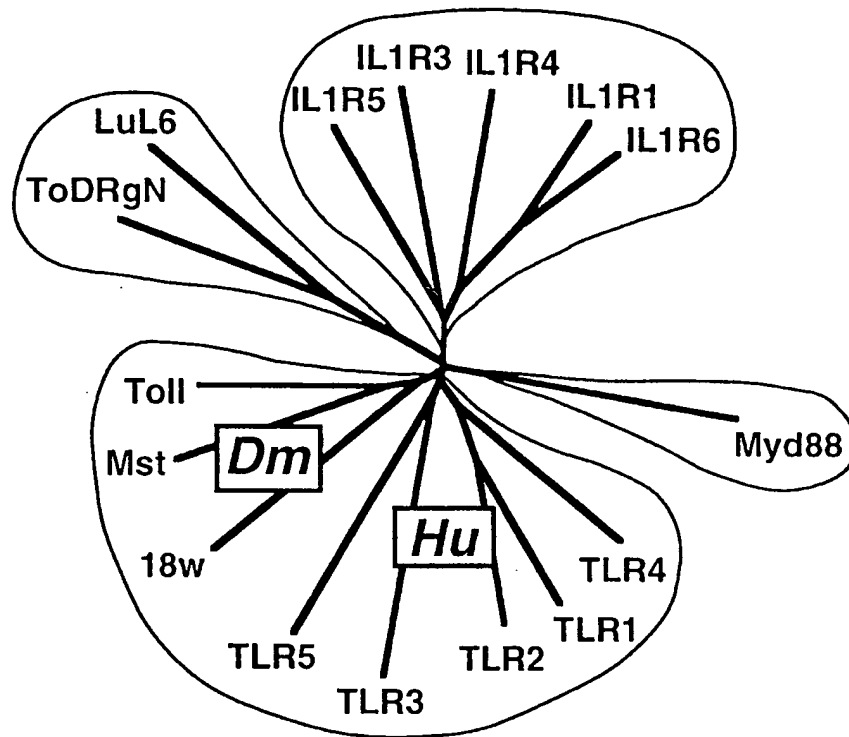 IL1R3
IL1R4
IL1R5
IL1R1
LuL6
IL1R6
ToDRgN
Toll
Dm
Mst
Myd88
Hu
18w
TLR4
TLR1
TLR5
TLR2
TLR3